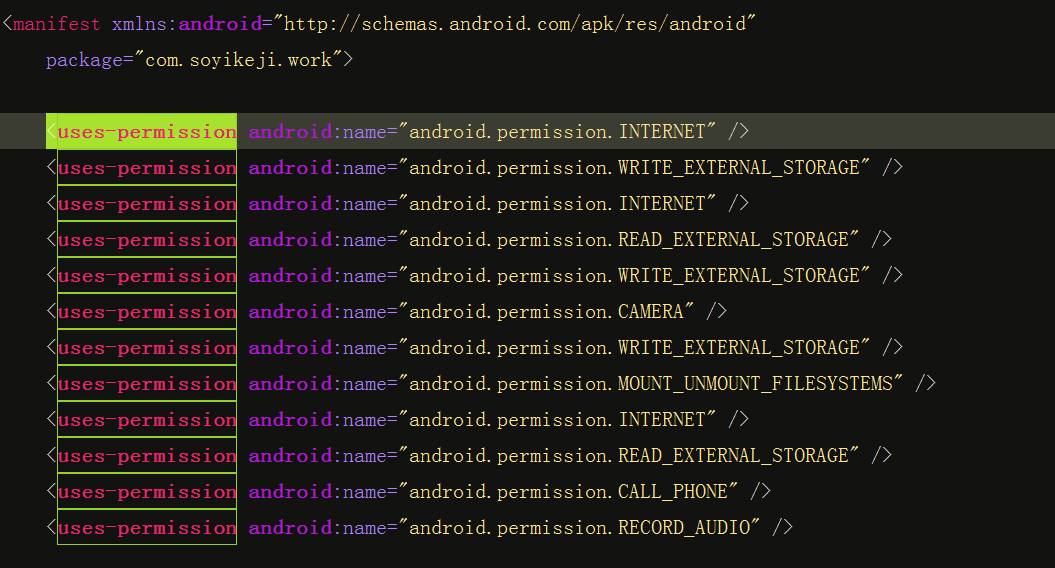 <manifest xmlns:android="http://schemas.android.com/apk/res/android"
package="com.soyikeji.work">
<uses-permission android:name="android.permission.INTERNET" />
<uses-permission android:name="android.permission.WRITE_EXTERNAL_STORAGE" />
<uses-permission android:name="android.permission.INTERNET" />
<uses-permission android:name="android.permission.READ_EXTERNAL_STORAGE" />
<uses-permission android:name="android.permission.WRITE_EXTERNAL_STORAGE" />
<uses-permission android:name="android.permission.CAMERA" />
<uses-permission android:name="android.permission.WRITE_EXTERNAL_STORAGE" />
<uses-permission android:name="android.permission.MOUNT_UNMOUNT_FILESYSTEMS" />
<uses-permission android:name="android.permission.INTERNET" />
<uses-permission android:name="android.permission.READ_EXTERNAL_STORAGE" />
<uses-permission android:name="android.permission.CALL_PHONE" />
<uses-permission android:name="android.permission.RECORD_AUDIO" />